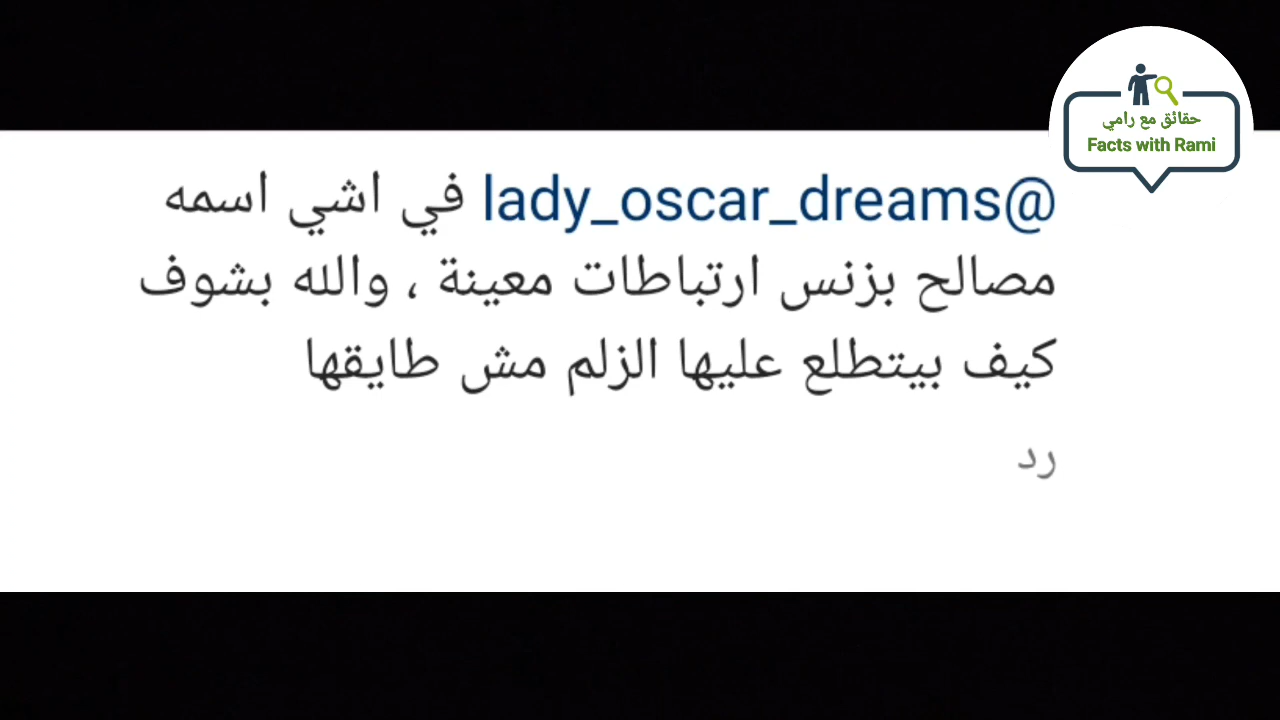 حقائق مع رامي
Facts with Rami
@lady_oscar_dreams في اشي اسمه
مصالح بزنس ارتباطات معينة ، والله بشوف
كيف بيتطلع عليها الزلم مش طايقها
رد